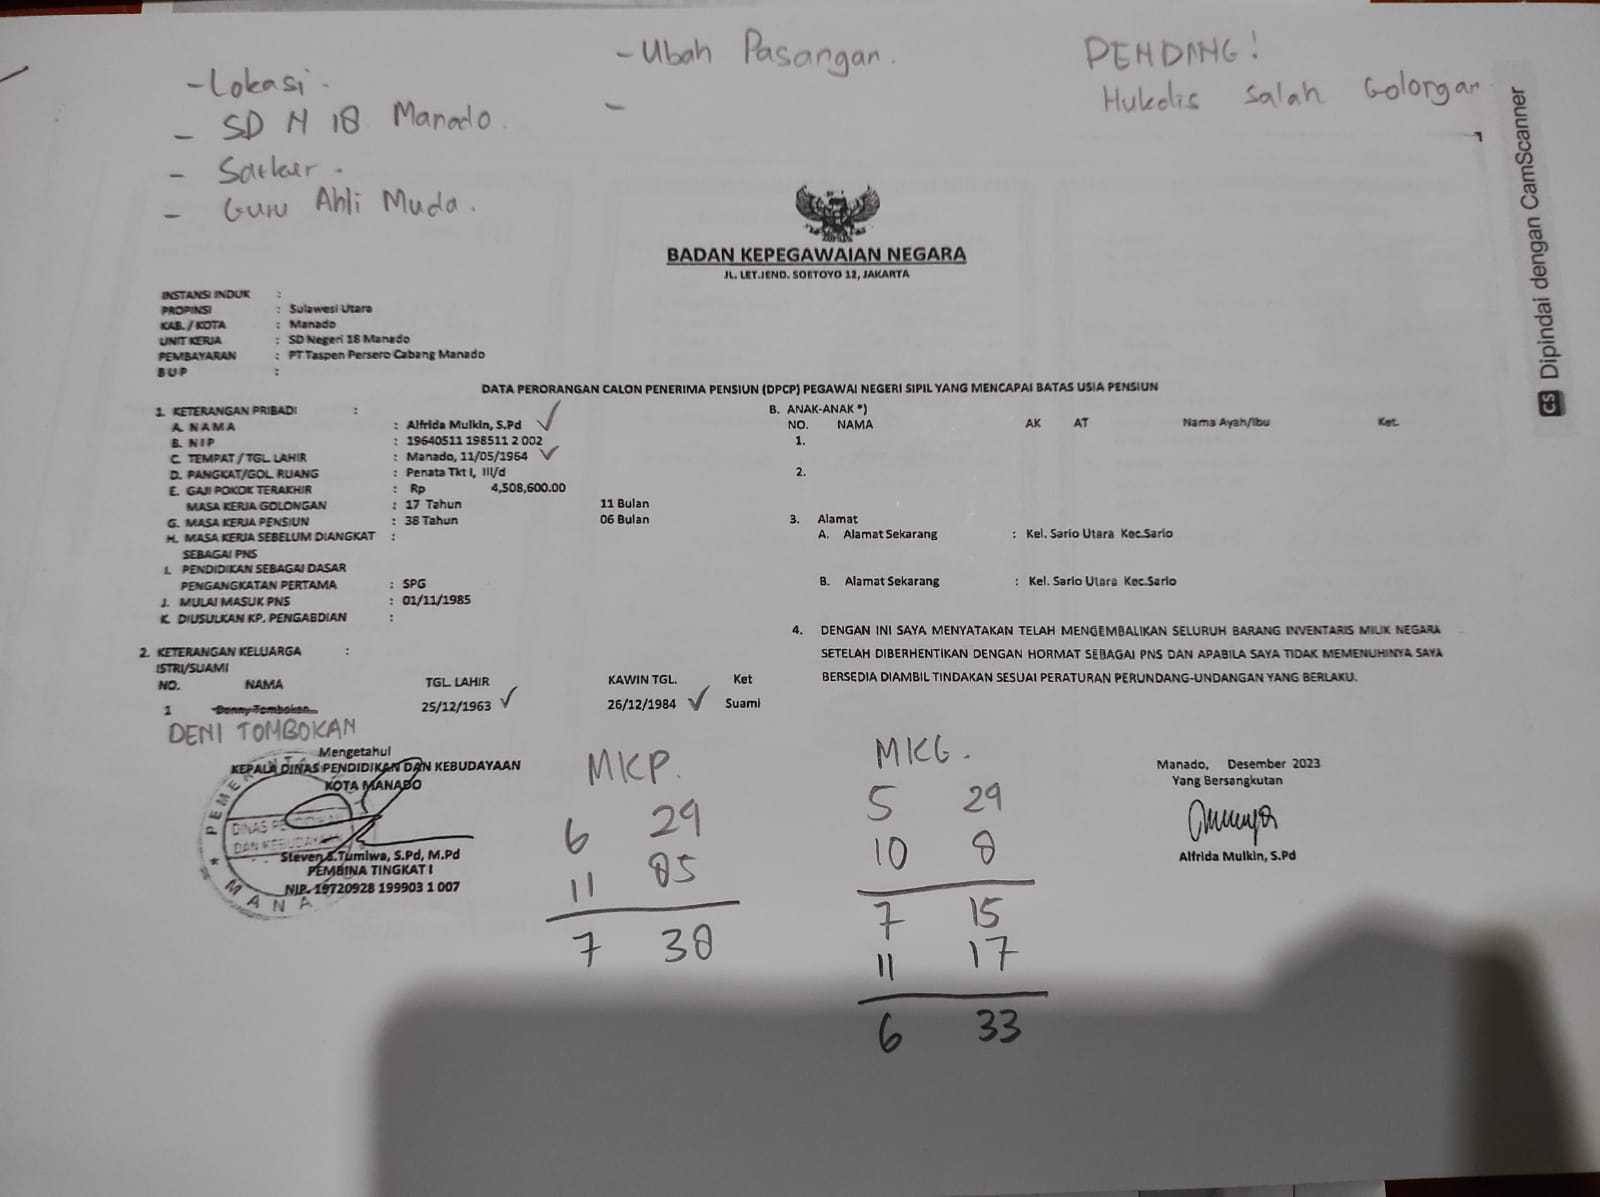 -Lokasi.
- SD N 18 Manado.
- Satker.
- Guru Ahli Muda.
-Ubah Pasangan.
-
PENDING!
Hukdis Salah Golongan
CS Dipindai dengan CamScanner
BADAN KEPEGAWAIAN NEGARA
JL. LET.JEND. SOETOYO 12, JAKARTA
INSTANSI INDUK :
PROPINSI : Sulawesi Utara
KAB. / KOTA : Manado
UNIT KERJA : SD Negeri 18 Manado
PEMBAYARAN : PT Taspen Persero Cabang Manado
BUP :
DATA PERORANGAN CALON PENERIMA PENSIUN (DPCP) PEGAWAI NEGERI SIPIL YANG MENCAPAI BATAS USIA PENSIUN
1. KETERANGAN PRIBADI :
A. NAMA : Alfrida Mulkin, S.Pd
B. NIP : 19640511 198511 2 002
C. TEMPAT / TGL. LAHIR : Manado, 11/05/1964
D. PANGKAT/GOL. RUANG : Penata Tkt I, III/d
E. GAJI POKOK TERAKHIR : Rp 4,508,600.00
MASA KERJA GOLONGAN : 17 Tahun 11 Bulan
G. MASA KERJA PENSIUN : 38 Tahun 06 Bulan
H. MASA KERJA SEBELUM DIANGKAT :
SEBAGAI PNS
I. PENDIDIKAN SEBAGAI DASAR
PENGANGKATAN PERTAMA : SPG
J. MULAI MASUK PNS : 01/11/1985
K. DIUSULKAN KP. PENGABDIAN :
2. KETERANGAN KELUARGA :
ISTRI/SUAMI
NO. NAMA TGL. LAHIR KAWIN TGL. Ket
1 Denny Tombokan 25/12/1963 26/12/1984 Suami
DENI TOMBOKAN
B. ANAK-ANAK *)
NO. NAMA AK AT Nama Ayah/Ibu Ket.
1.
2.
3. Alamat
A. Alamat Sekarang : Kel. Sario Utara Kec.Sario
B. Alamat Sekarang : Kel. Sario Utara Kec.Sario
4. DENGAN INI SAYA MENYATAKAN TELAH MENGEMBALIKAN SELURUH BARANG INVENTARIS MILIK NEGARA
SETELAH DIBERHENTIKAN DENGAN HORMAT SEBAGAI PNS DAN APABILA SAYA TIDAK MEMENUHINYA SAYA
BERSEDIA DIAMBIL TINDAKAN SESUAI PERATURAN PERUNDANG-UNDANGAN YANG BERLAKU.
Mengetahui
KEPALA DINAS PENDIDIKAN DAN KEBUDAYAAN
KOTA MANADO
DINAS PENDIDIKAN
DAN KEBUDAYAAN
Steven S.Tumiwa, S.Pd, M.Pd
PEMBINA TINGKAT I
NIP. 19720928 199903 1 007
MKP.
6 29
11 85
7 38
MKG.
5 29
10 8
7 15
11 17
6 33
Manado, Desember 2023
Yang Bersangkutan
Alfrida Mulkin, S.Pd